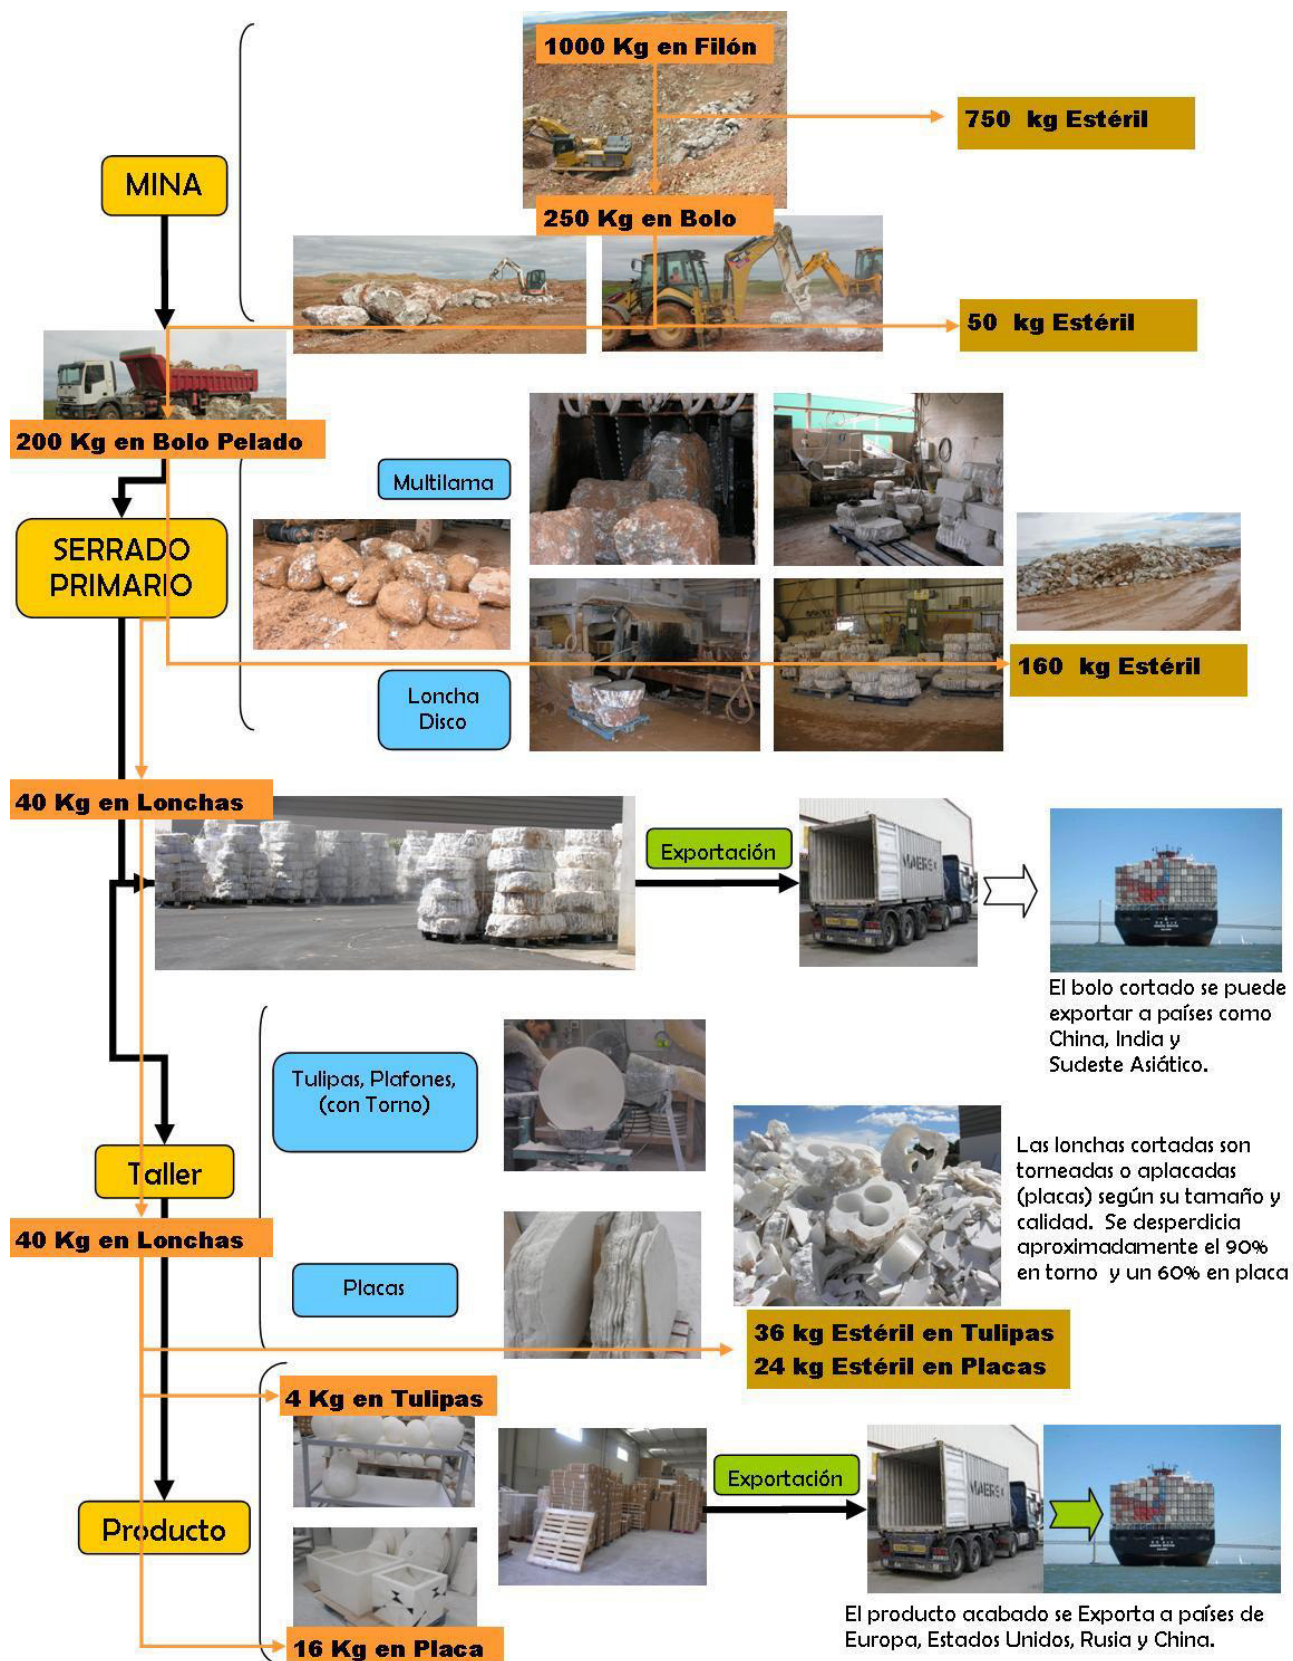 1000 Kg en Filón
750 kg Estéril
MINA
250 Kg en Bolo
50 kg Estéril
200 Kg en Bolo Pelado
Multilama
SERRADO
PRIMARIO
160 kg Estéril
Loncha
Disco
40 Kg en Lonchas
Exportación
MAERSK
El bolo cortado se puede
exportar a países como
China, India y
Sudeste Asiático.
Tulipas, Plafones,
(con Torno)
Las lonchas cortadas son
torneadas o aplacadas
(placas) según su tamaño y
calidad. Se desperdicia
aproximadamente el 90%
en torno y un 60% en placa
Taller
40 Kg en Lonchas
Placas
36 kg Estéril en Tulipas
24 kg Estéril en Placas
4 Kg en Tulipas
Exportación
MAERSK
Producto
16 Kg en Placa
El producto acabado se Exporta a países de
Europa, Estados Unidos, Rusia y China.